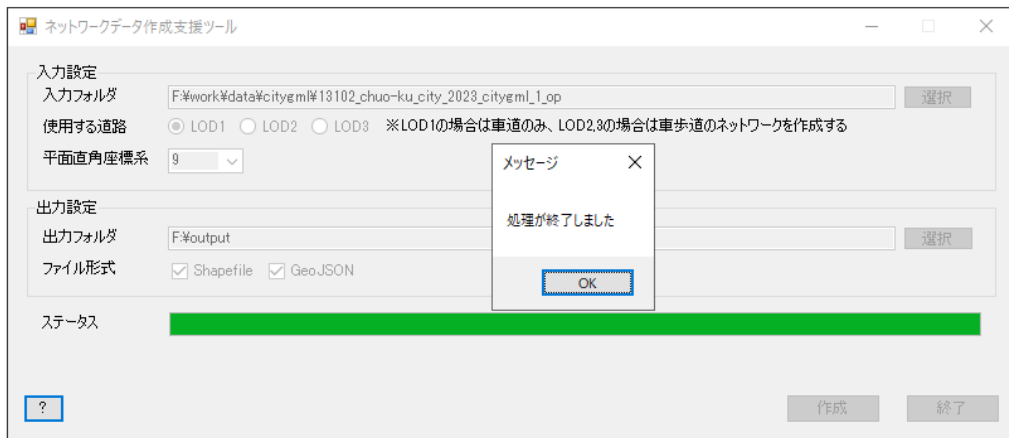 ネットワークデータ作成支援ツール
入力設定
入力フォルダ F:¥work¥data¥citygml¥13102_chuo-ku_city_2023_citygml_1_op 選択
使用する道路 LOD1 LOD2 LOD3 ※LOD1の場合は車道のみ、LOD2,3の場合は車歩道のネットワークを作成する
平面直角座標系 9
メッセージ
処理が終了しました
OK
出力設定
出力フォルダ F:¥output 選択
ファイル形式 Shapefile GeoJSON
ステータス
? 作成 終了